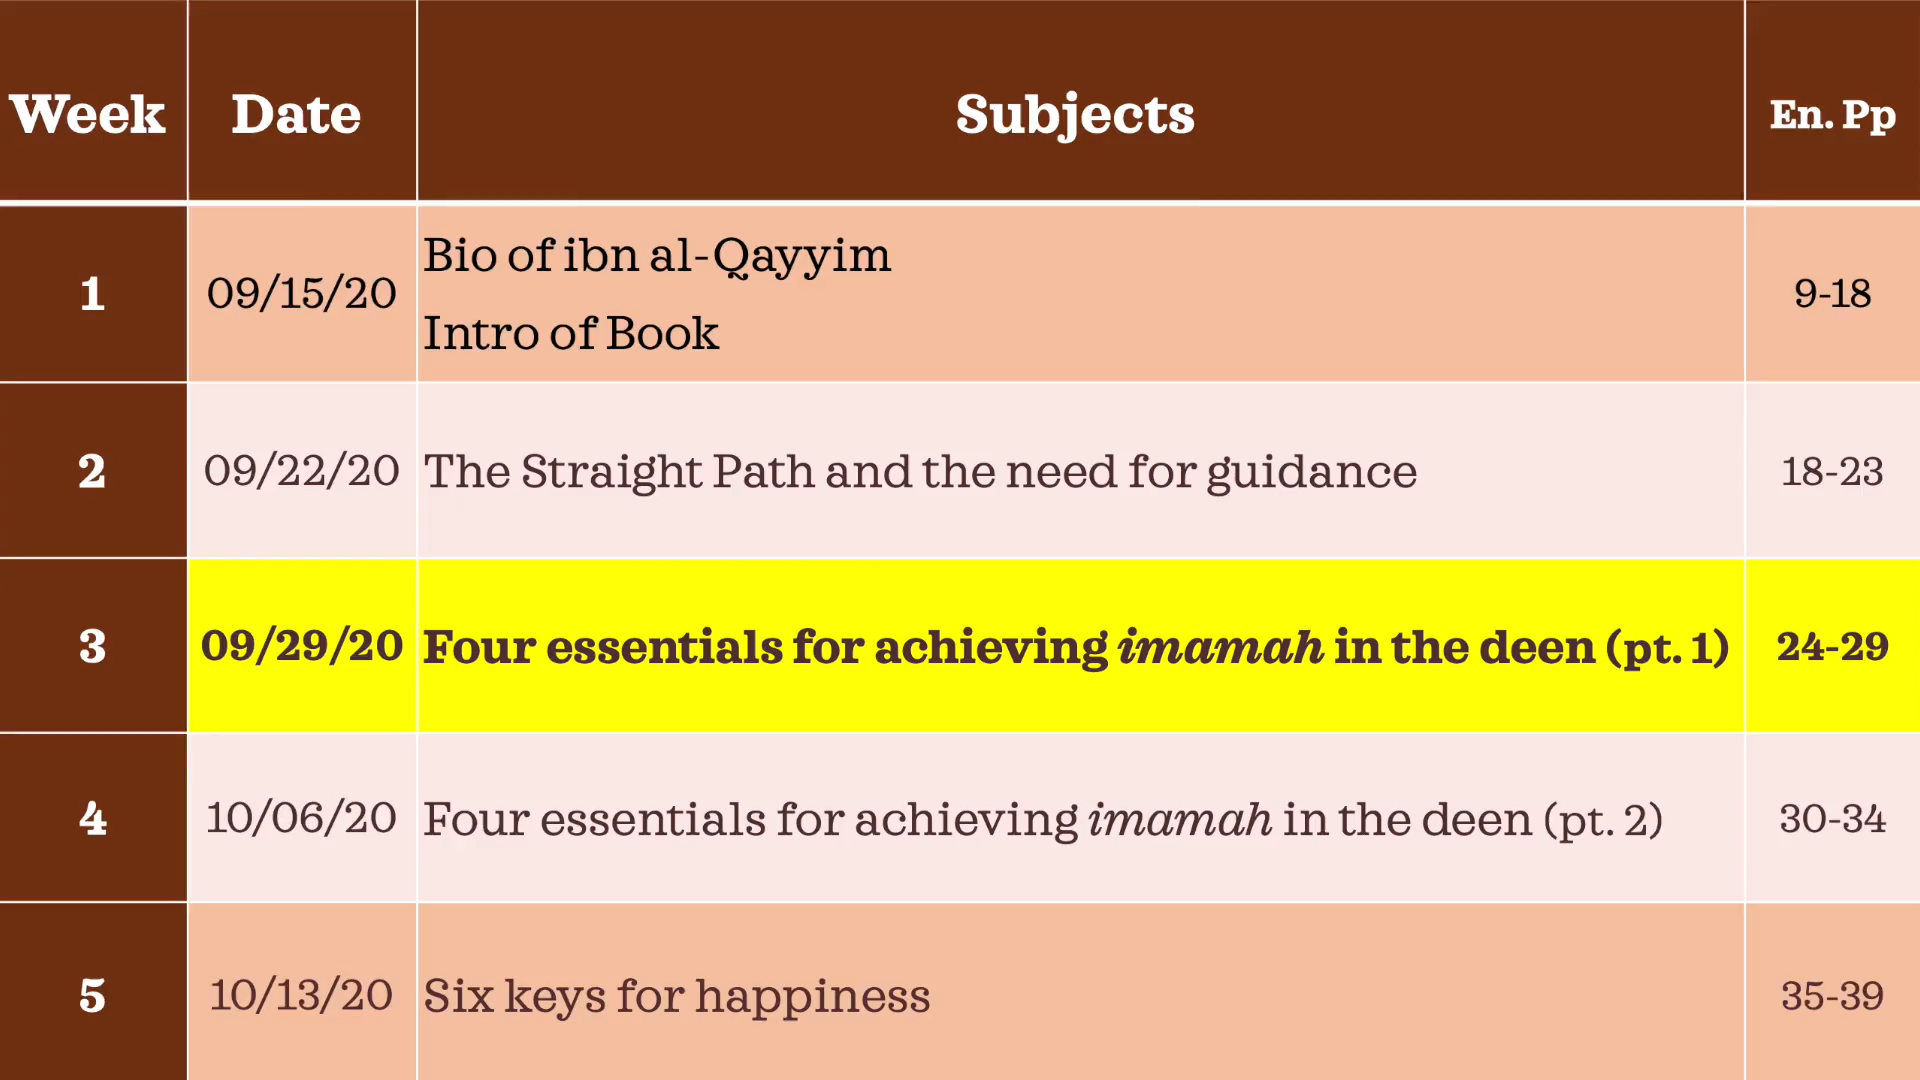 Week Date Subjects En. Pp
1 09/15/20 Bio of ibn al-Qayyim 9-18
Intro of Book
2 09/22/20 The Straight Path and the need for guidance 18-23
3 09/29/20 Four essentials for achieving imamah in the deen (pt. 1) 24-29
4 10/06/20 Four essentials for achieving imamah in the deen (pt. 2) 30-34
5 10/13/20 Six keys for happiness 35-39